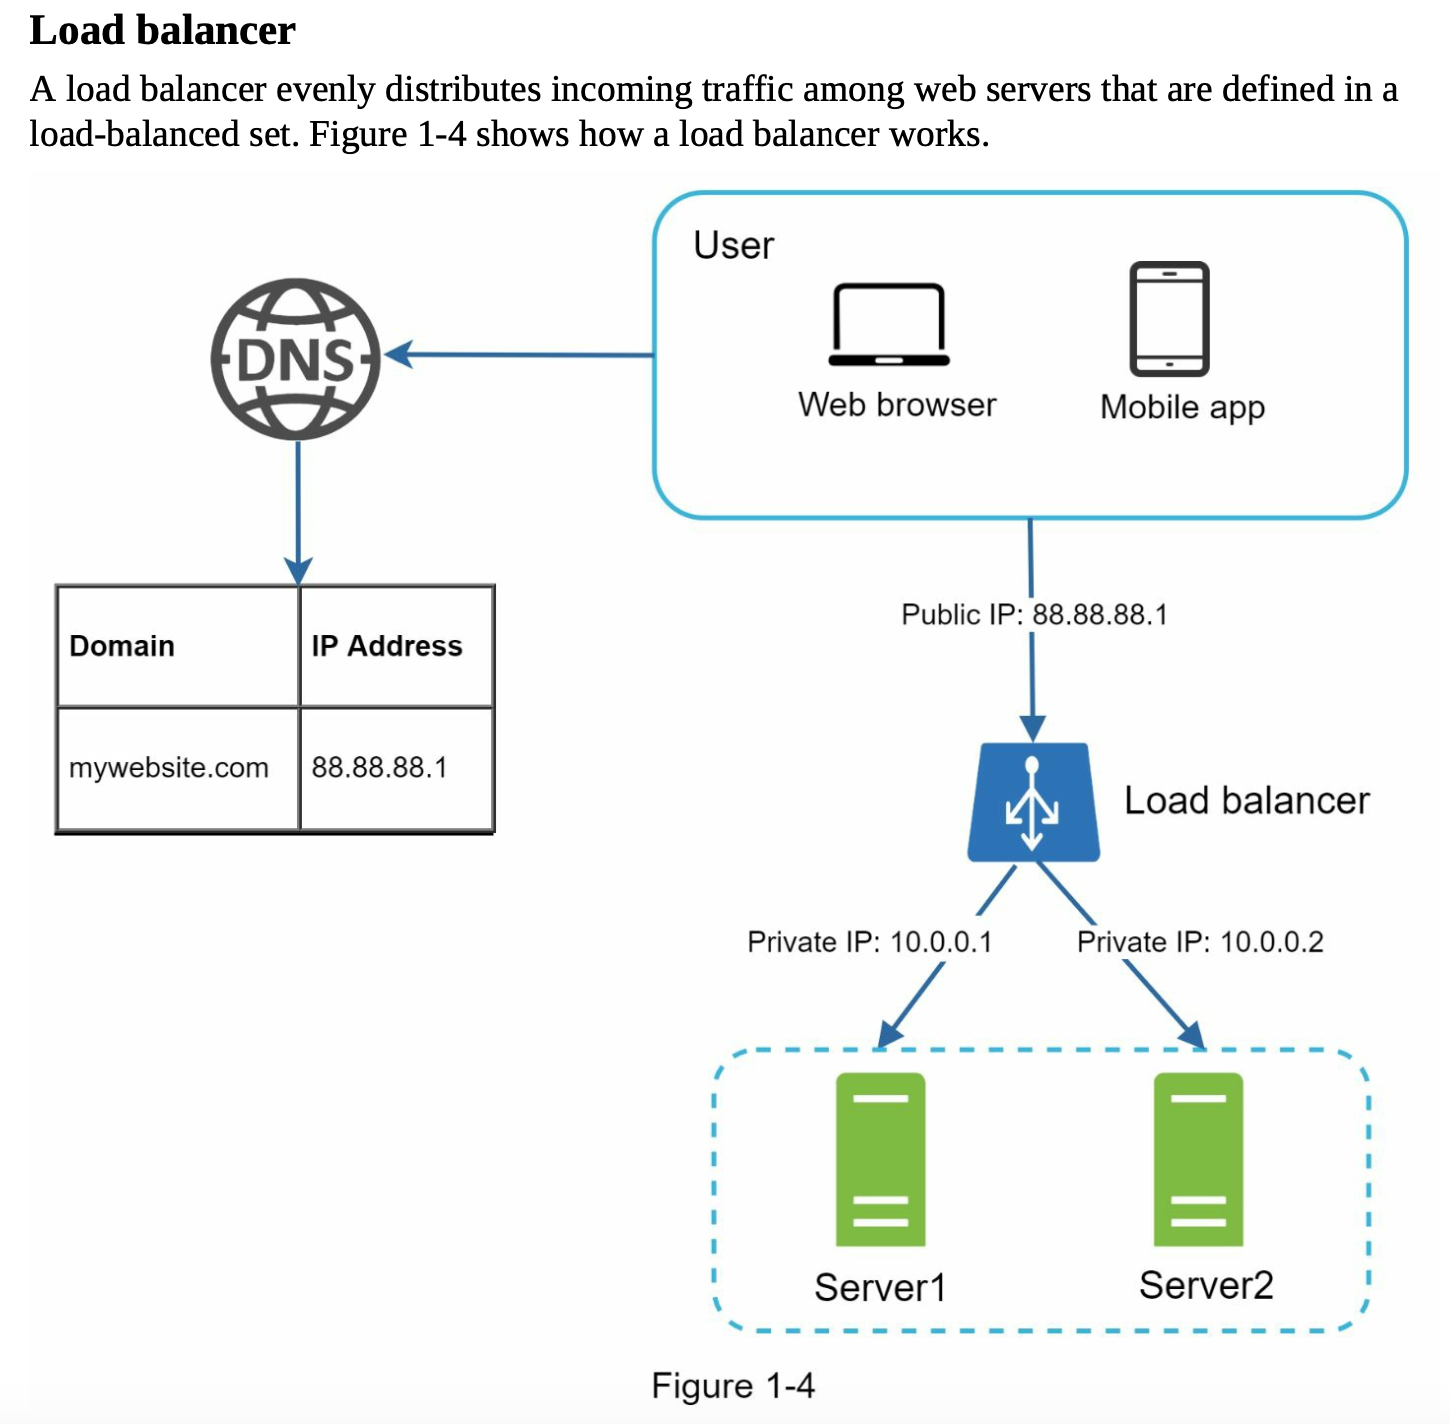 Load balancer
A load balancer evenly distributes incoming traffic among web servers that are defined in a
load-balanced set. Figure 1-4 shows how a load balancer works.
User
DNS
Web browser
Mobile app
Public IP: 88.88.88.1
Domain
IP Address
mywebsite.com
88.88.88.1
Load balancer
Private IP: 10.0.0.1
Private IP: 10.0.0.2
Server1
Server2
Figure 1-4